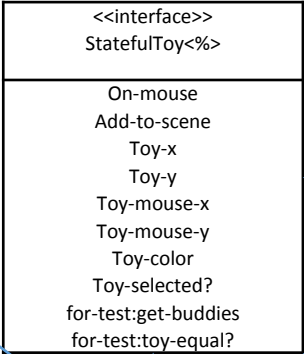 <<interface>>
StatefulToy<%>
On-mouse
Add-to-scene
Toy-x
Toy-y
Toy-mouse-x
Toy-mouse-y
Toy-color
Toy-selected?
for-test:get-buddies
for-test:toy-equal?